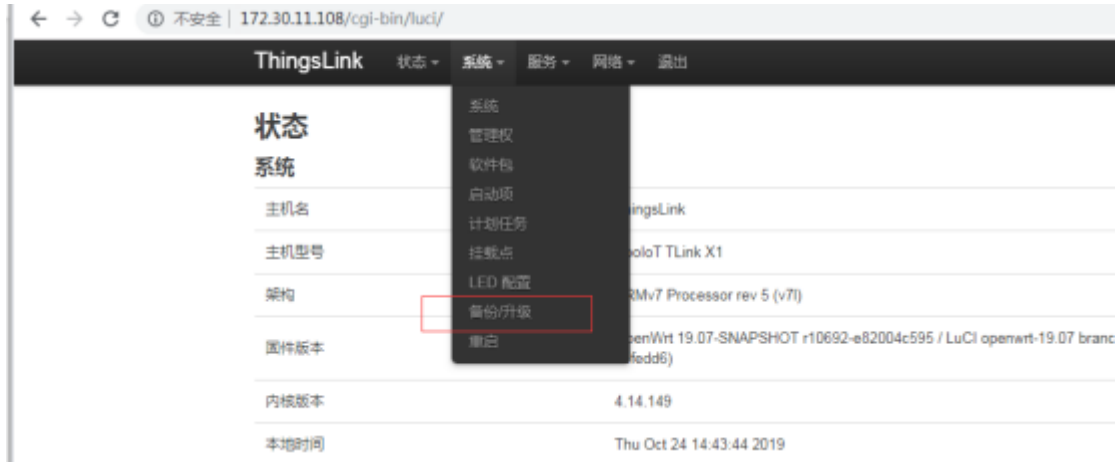 不安全 | 172.30.11.108/cgi-bin/luci/
ThingsLink 状态 系统 服务 网络 退出
系统
管理权
软件包
启动项
计划任务
挂载点
LED 配置
备份/升级
重启
状态
系统
主机名 ingsLink
主机型号 TLink X1
架构 Processor rev 5 (v7l)
固件版本 enWrt 19.07-SNAPSHOT r10692-e82004c595 / LuCI openwrt-19.07 branc
fedd6)
内核版本 4.14.149
本地时间 Thu Oct 24 14:43:44 2019